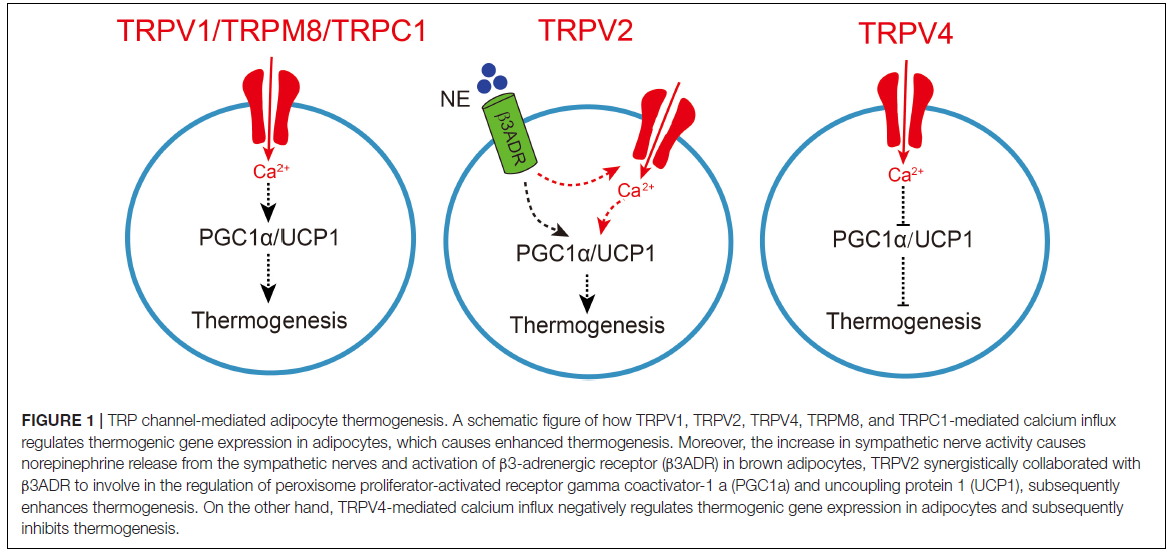 TRPV1/TRPM8/TRPC1
Ca²⁺
PGC1α/UCP1
Thermogenesis
TRPV2
NE
β3ADR
Ca²⁺
PGC1α/UCP1
Thermogenesis
TRPV4
Ca²⁺
PGC1α/UCP1
Thermogenesis
FIGURE 1 | TRP channel-mediated adipocyte thermogenesis. A schematic figure of how TRPV1, TRPV2, TRPV4, TRPM8, and TRPC1-mediated calcium influx
regulates thermogenic gene expression in adipocytes, which causes enhanced thermogenesis. Moreover, the increase in sympathetic nerve activity causes
norepinephrine release from the sympathetic nerves and activation of β3-adrenergic receptor (β3ADR) in brown adipocytes, TRPV2 synergistically collaborated with
β3ADR to involve in the regulation of peroxisome proliferator-activated receptor gamma coactivator-1 a (PGC1a) and uncoupling protein 1 (UCP1), subsequently
enhances thermogenesis. On the other hand, TRPV4-mediated calcium influx negatively regulates thermogenic gene expression in adipocytes and subsequently
inhibits thermogenesis.